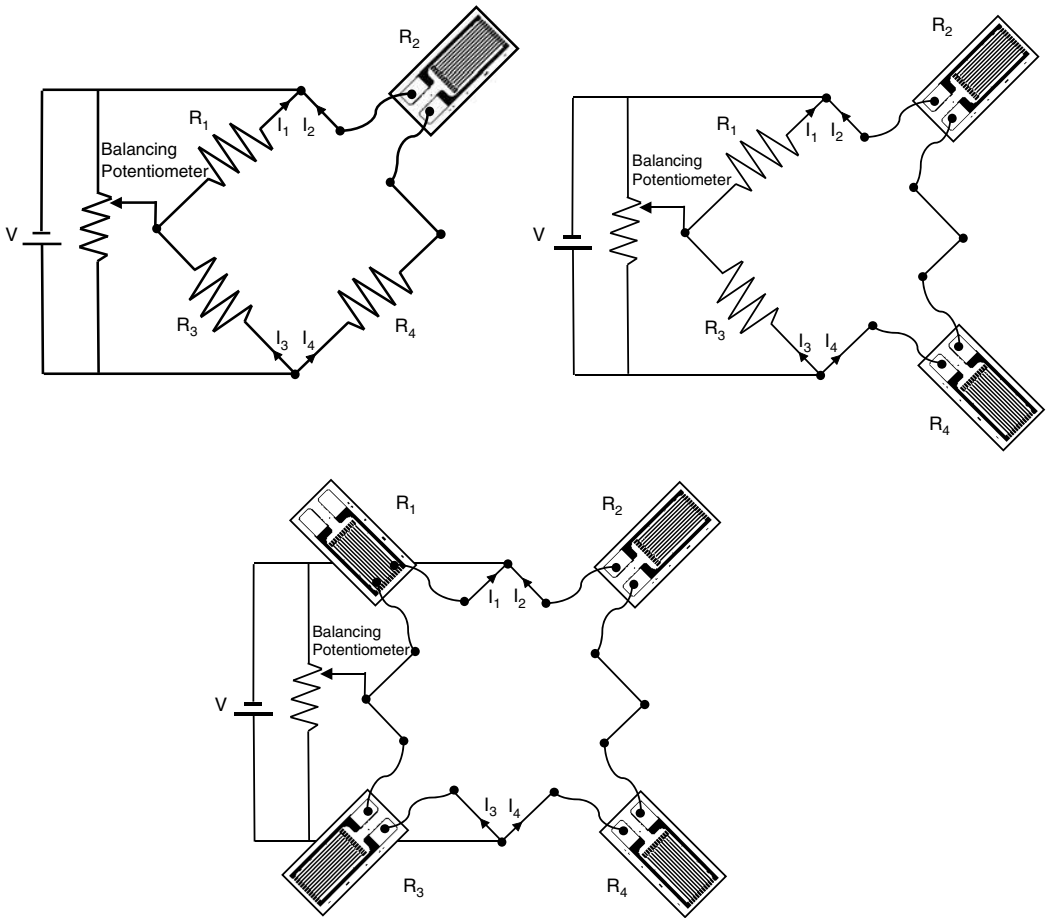 R2
R1
I1 I2
Balancing
Potentiometer
V
R3
I3 I4
R4
R2
R1
I1 I2
Balancing
Potentiometer
V
R3
I3 I4
R4
R1
R2
I1 I2
Balancing
Potentiometer
V
I3 I4
R3
R4